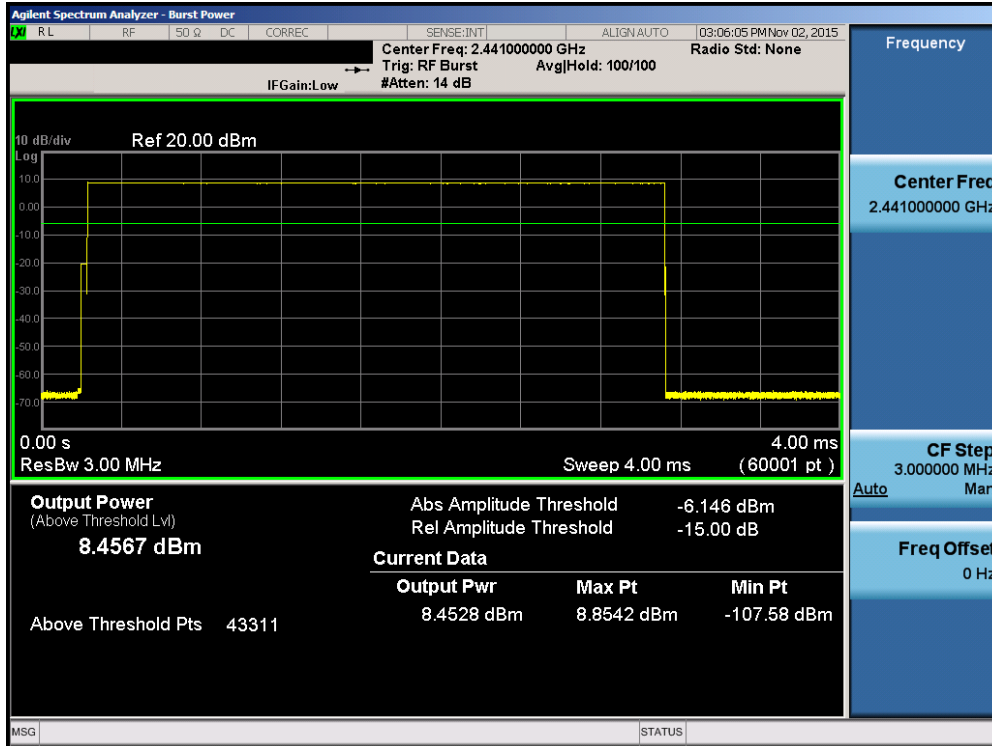 Agilent Spectrum Analyzer - Burst Power
LXI RL RF 50 Ω DC CORREC SENSE:INT ALIGN AUTO 03:06:05 PM Nov 02, 2015
Center Freq: 2.441000000 GHz Radio Std: None
Trig: RF Burst Avg|Hold: 100/100
IFGain:Low #Atten: 14 dB
Frequency
10 dB/div Ref 20.00 dBm
Log
10.0
0.00
-10.0
-20.0
-30.0
-40.0
-50.0
-60.0
-70.0
0.00 s 4.00 ms
ResBw 3.00 MHz Sweep 4.00 ms (60001 pt)
Output Power
(Above Threshold Lvl)
8.4567 dBm
Above Threshold Pts 43311
Abs Amplitude Threshold -6.146 dBm
Rel Amplitude Threshold -15.00 dB
Current Data
Output Pwr Max Pt Min Pt
8.4528 dBm 8.8542 dBm -107.58 dBm
Center Freq
2.441000000 GHz
CF Step
3.000000 MHz
Auto Man
Freq Offset
0 Hz
MSG STATUS